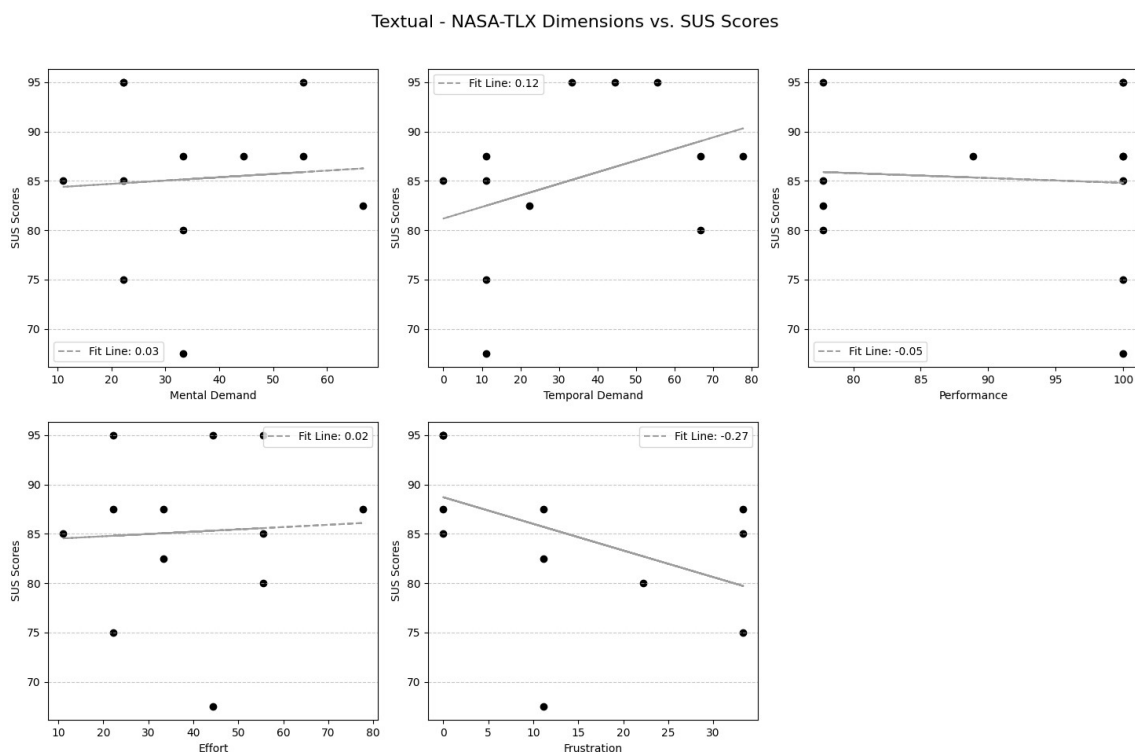 Textual - NASA-TLX Dimensions vs. SUS Scores
95
90
85
80
75
70
SUS Scores
Fit Line: 0.03
10 20 30 40 50 60
Mental Demand
95
90
85
80
75
70
SUS Scores
Fit Line: 0.12
0 10 20 30 40 50 60 70 80
Temporal Demand
95
90
85
80
75
70
SUS Scores
Fit Line: -0.05
80 85 90 95 100
Performance
95
90
85
80
75
70
SUS Scores
Fit Line: 0.02
10 20 30 40 50 60 70 80
Effort
95
90
85
80
75
70
SUS Scores
Fit Line: -0.27
0 5 10 15 20 25 30
Frustration